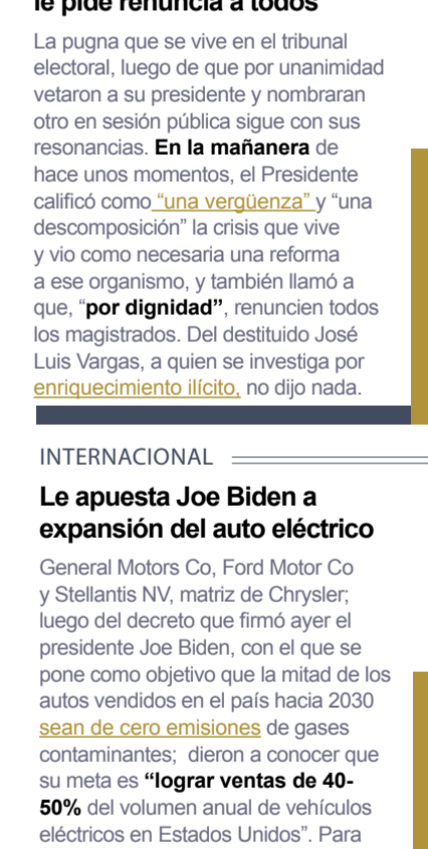 le pide renuncia a todos
La pugna que se vive en el tribunal
electoral, luego de que por unanimidad
vetaron a su presidente y nombraran
otro en sesión pública sigue con sus
resonancias. En la mañanera de
hace unos momentos, el Presidente
calificó como “una vergüenza” y “una
descomposición” la crisis que vive
y vio como necesaria una reforma
a ese organismo, y también llamó a
que, “por dignidad”, renuncien todos
los magistrados. Del destituido José
Luis Vargas, a quien se investiga por
enriquecimiento ilícito, no dijo nada.
INTERNACIONAL
Le apuesta Joe Biden a
expansión del auto eléctrico
General Motors Co, Ford Motor Co
y Stellantis NV, matriz de Chrysler;
luego del decreto que firmó ayer el
presidente Joe Biden, con el que se
pone como objetivo que la mitad de los
autos vendidos en el país hacia 2030
sean de cero emisiones de gases
contaminantes;  dieron a conocer que
su meta es “lograr ventas de 40-
50% del volumen anual de vehículos
eléctricos en Estados Unidos”. Para